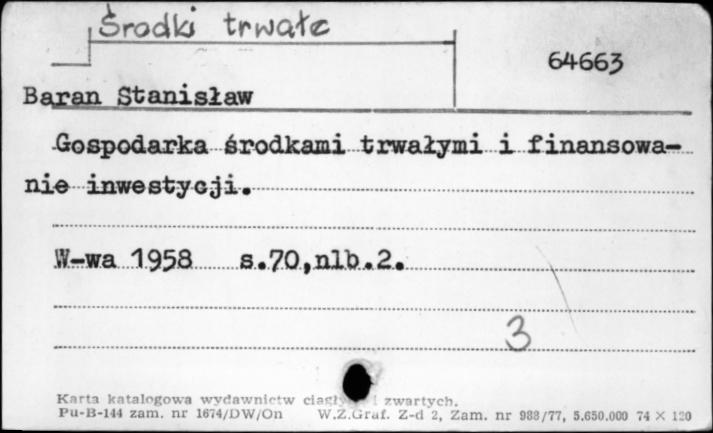 Środki trwałe
64663
Baran Stanisław
Gospodarka środkami trwałymi i finansowa-
nie inwestycji.
W-wa 1958 s.70,nlb.2.
3
Karta katalogowa wydawnictw i zwartych.
Pu-B-144 zam. nr 1674/DW/On W.Z.Graf. Z-d 2, Zam. nr 988/77, 5.650.000 74 × 120